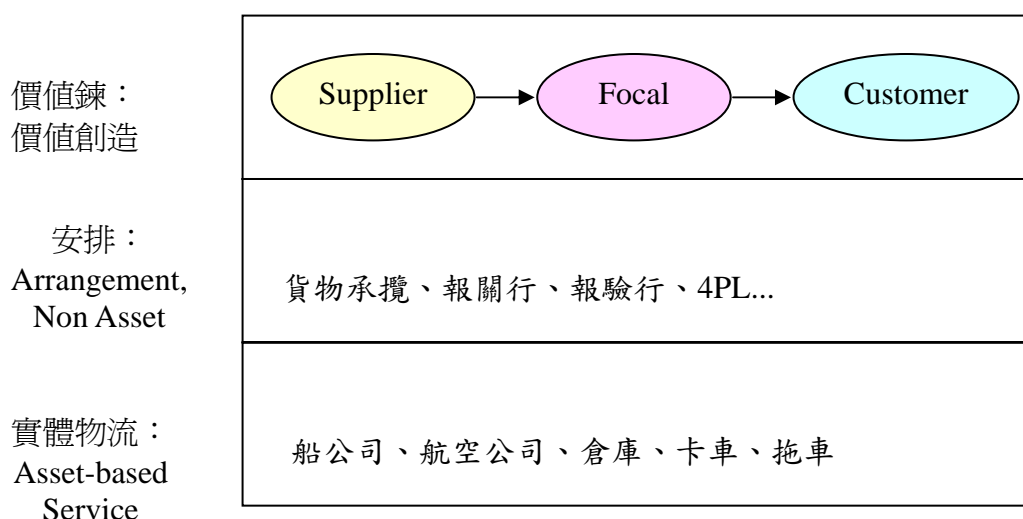 價值鍊：
價值創造
Supplier
Focal
Customer
安排：
Arrangement,
Non Asset
貨物承攬、報關行、報驗行、4PL...
實體物流：
Asset-based
Service
船公司、航空公司、倉庫、卡車、拖車